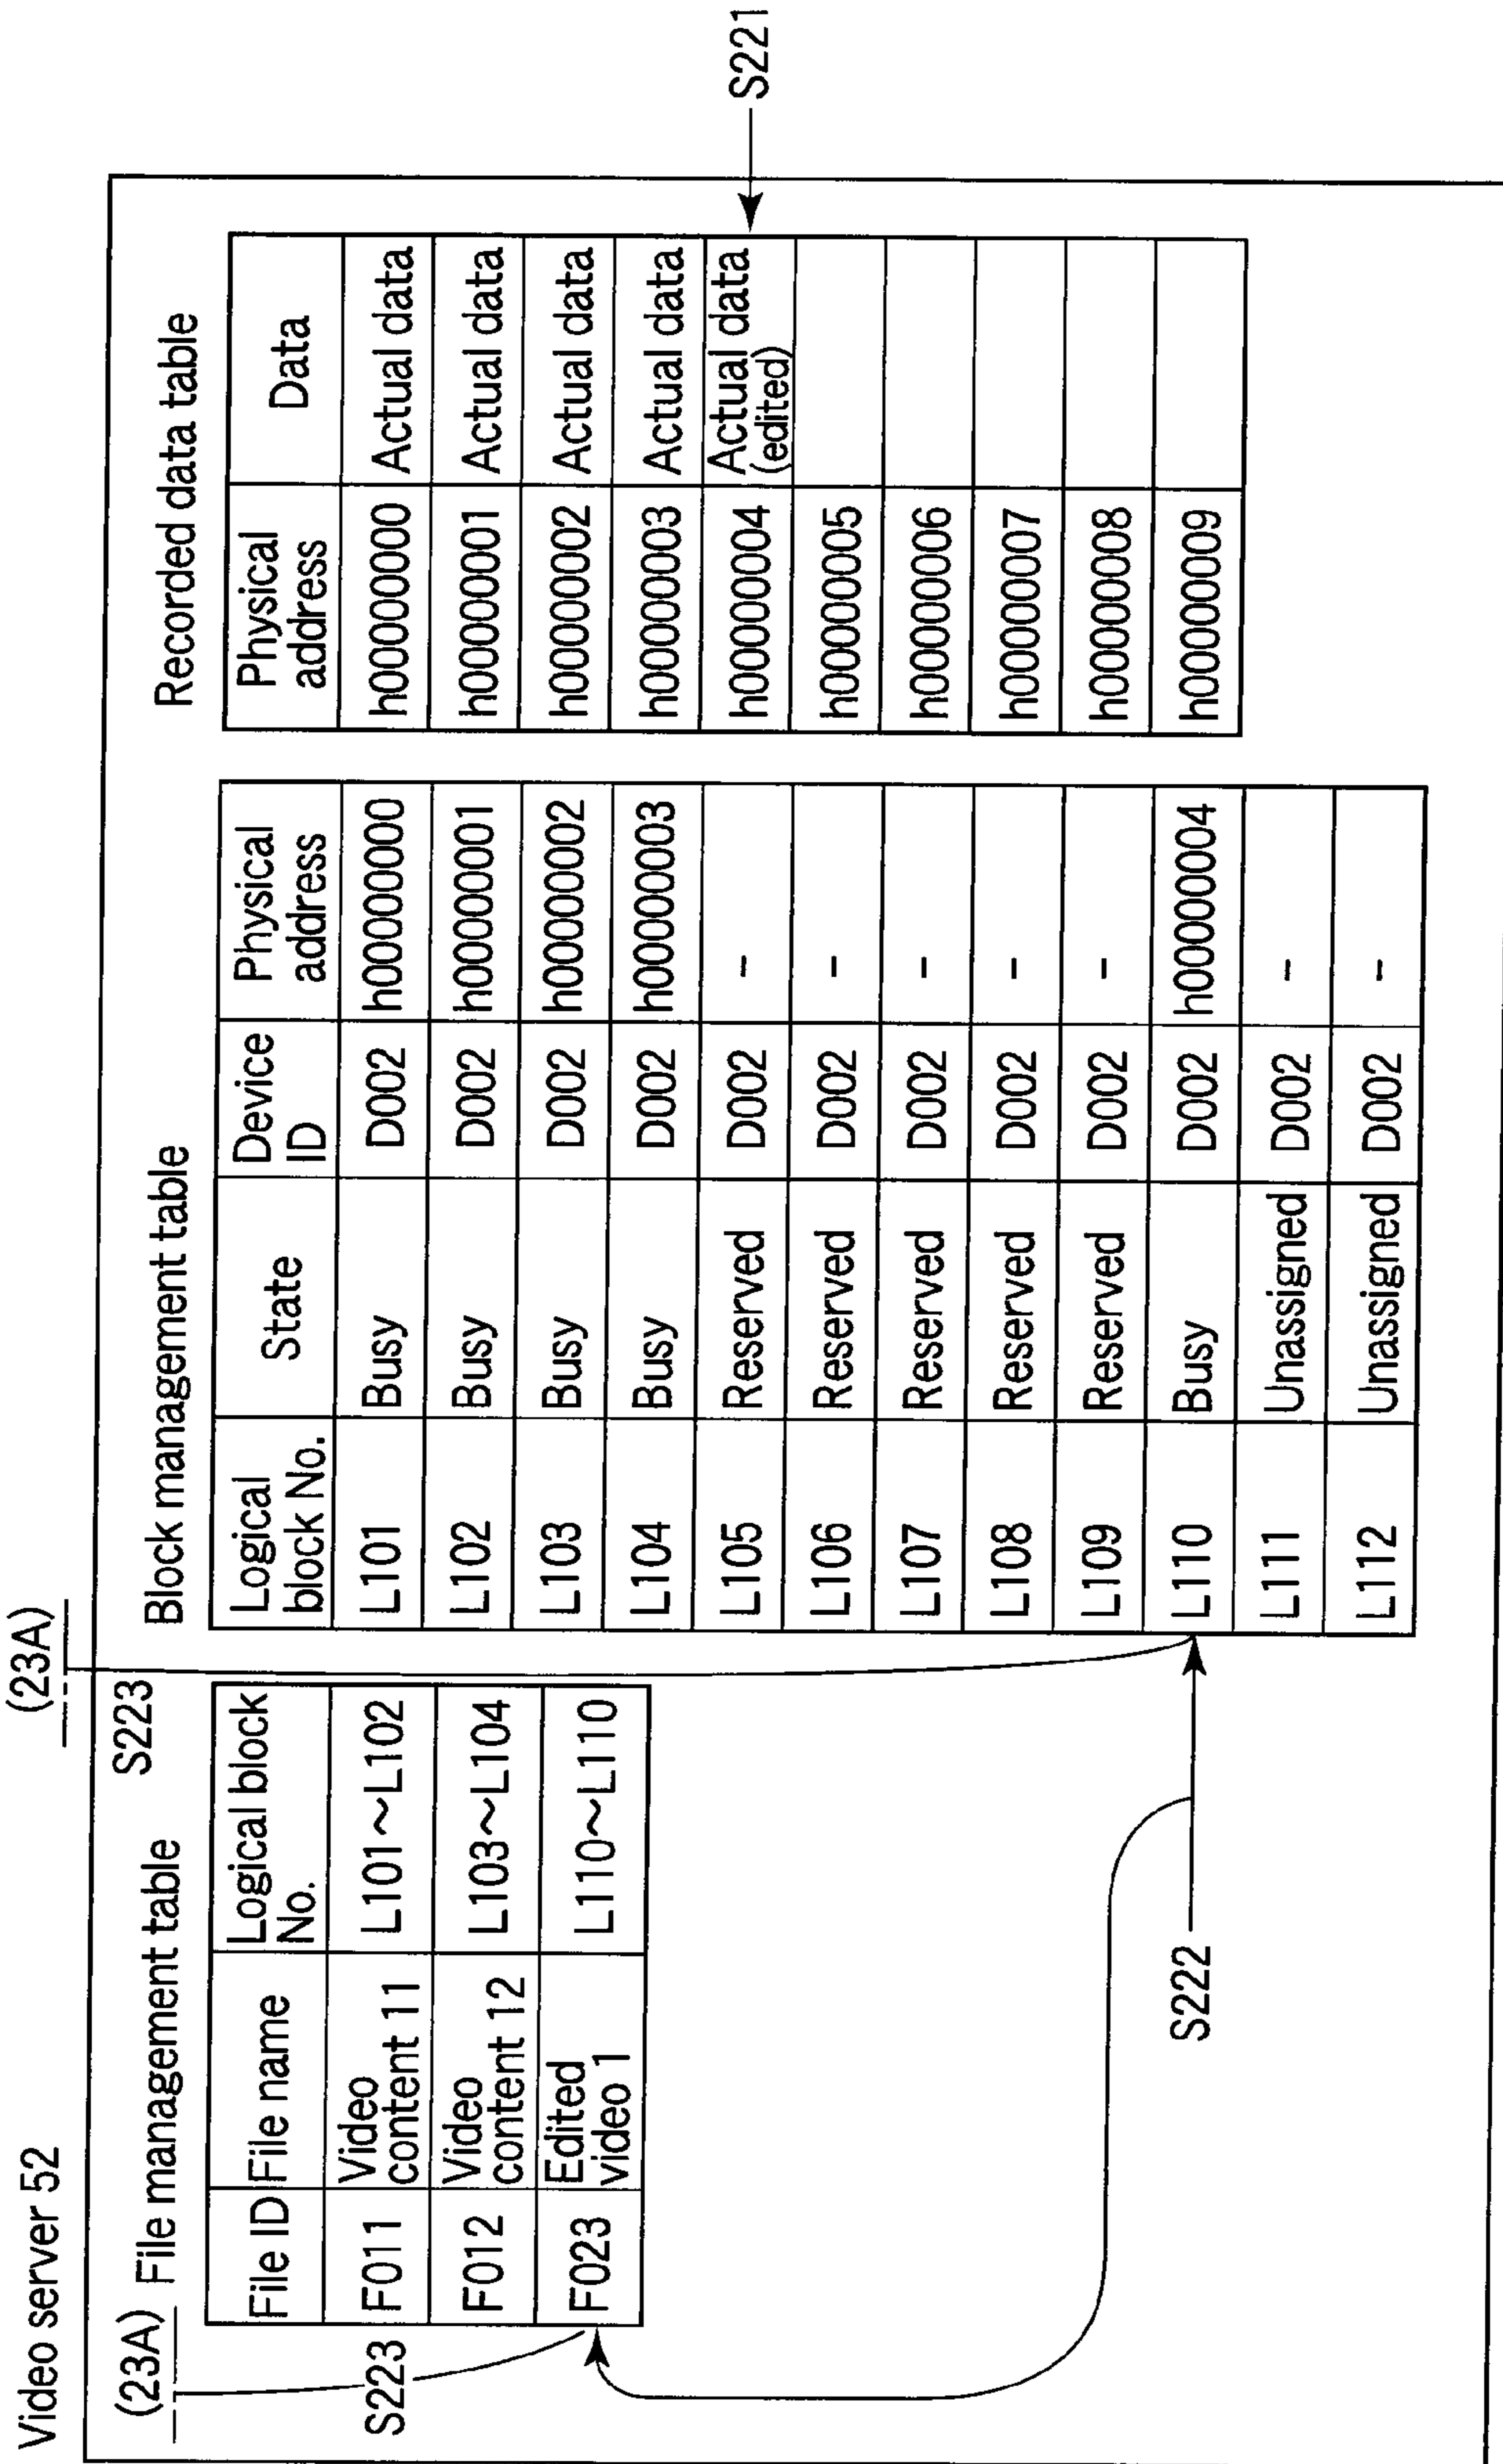 Video server 52
(23A)
(23A)
S223
S223
File management table
File ID File name Logical block
No.
F011 Video
content 11 L101~L102
F012 Video
content 12 L103~L104
F023 Edited
video 1 L110~L110
Block management table
Logical
block No. State Device
ID Physical
address
L101 Busy D002 h00000000
L102 Busy D002 h00000001
L103 Busy D002 h00000002
L104 Busy D002 h00000003
L105 Reserved D002 -
L106 Reserved D002 -
L107 Reserved D002 -
L108 Reserved D002 -
L109 Reserved D002 -
L110 Busy D002 h00000004
L111 Unassigned D002 -
L112 Unassigned D002 -
Recorded data table
Physical
address Data
h00000000 Actual data
h00000001 Actual data
h00000002 Actual data
h00000003 Actual data
h00000004 Actual data
(edited)
h00000005
h00000006
h00000007
h00000008
h00000009
S221
S222